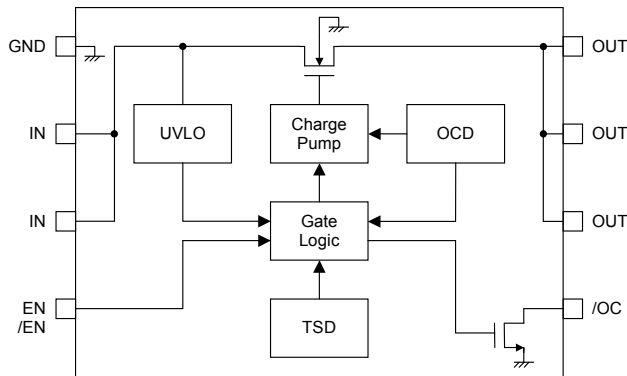 GND
OUT
IN
UVLO
Charge
Pump
OCD
OUT
IN
Gate
Logic
OUT
EN
/EN
TSD
/OC